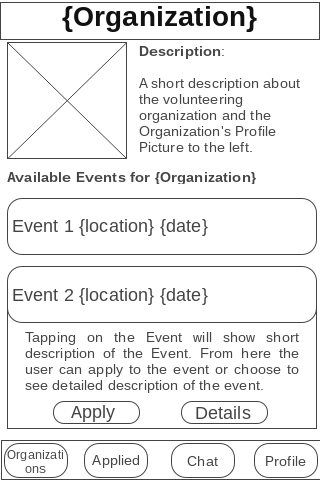 {Organization}
Description:
A short description about
the volunteering
organization and the
Organization's Profile
Picture to the left.
Available Events for {Organization}
Event 1 {location} {date}
Event 2 {location} {date}
Tapping on the Event will show short
description of the Event. From here the
user can apply to the event or choose to
see detailed description of the event.
Apply Details
Organizati
ons
Applied Chat Profile